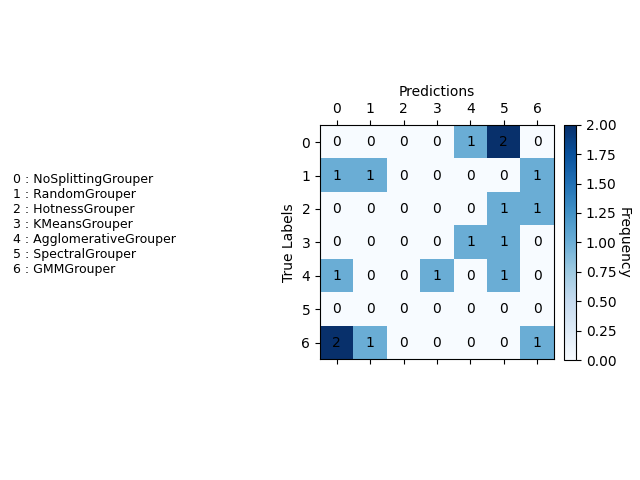 Predictions
0 1 2 3 4 5 6
0 0 0 0 0 1 2 0
1 1 1 0 0 0 0 1
2 0 0 0 0 0 1 1
3 0 0 0 0 1 1 0
4 1 0 0 1 0 1 0
5 0 0 0 0 0 0 0
6 2 1 0 0 0 0 1
True Labels
0 : NoSplittingGrouper
1 : RandomGrouper
2 : HotnessGrouper
3 : KMeansGrouper
4 : AgglomerativeGrouper
5 : SpectralGrouper
6 : GMMGrouper
2.00
1.75
1.50
1.25
1.00
0.75
0.50
0.25
0.00
Frequency